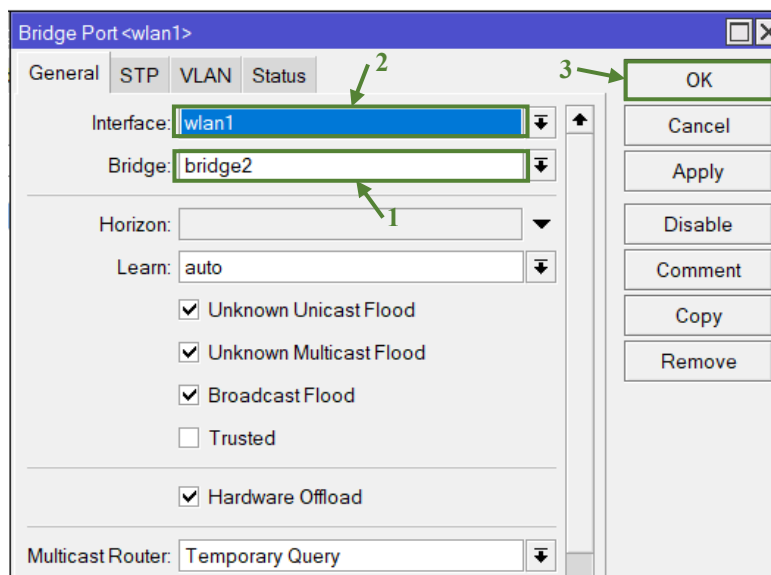 Bridge Port <wlan1>
General STP VLAN Status
2
3
OK
Interface: wlan1
Cancel
Bridge: bridge2
Apply
1
Horizon:
Disable
Learn: auto
Comment
Unknown Unicast Flood
Copy
Unknown Multicast Flood
Remove
Broadcast Flood
Trusted
Hardware Offload
Multicast Router: Temporary Query